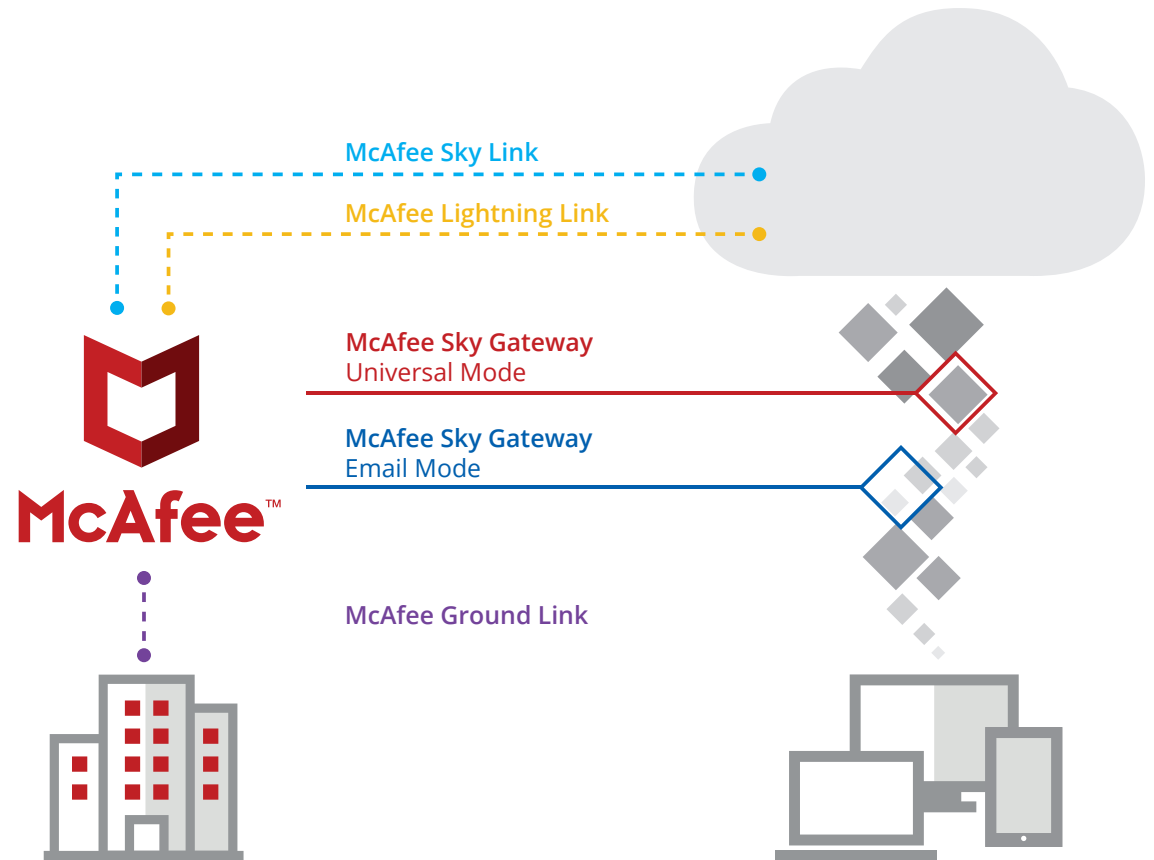 McAfee Sky Link
McAfee Lightning Link
McAfee Sky Gateway
Universal Mode
McAfee Sky Gateway
Email Mode
McAfee™
McAfee Ground Link